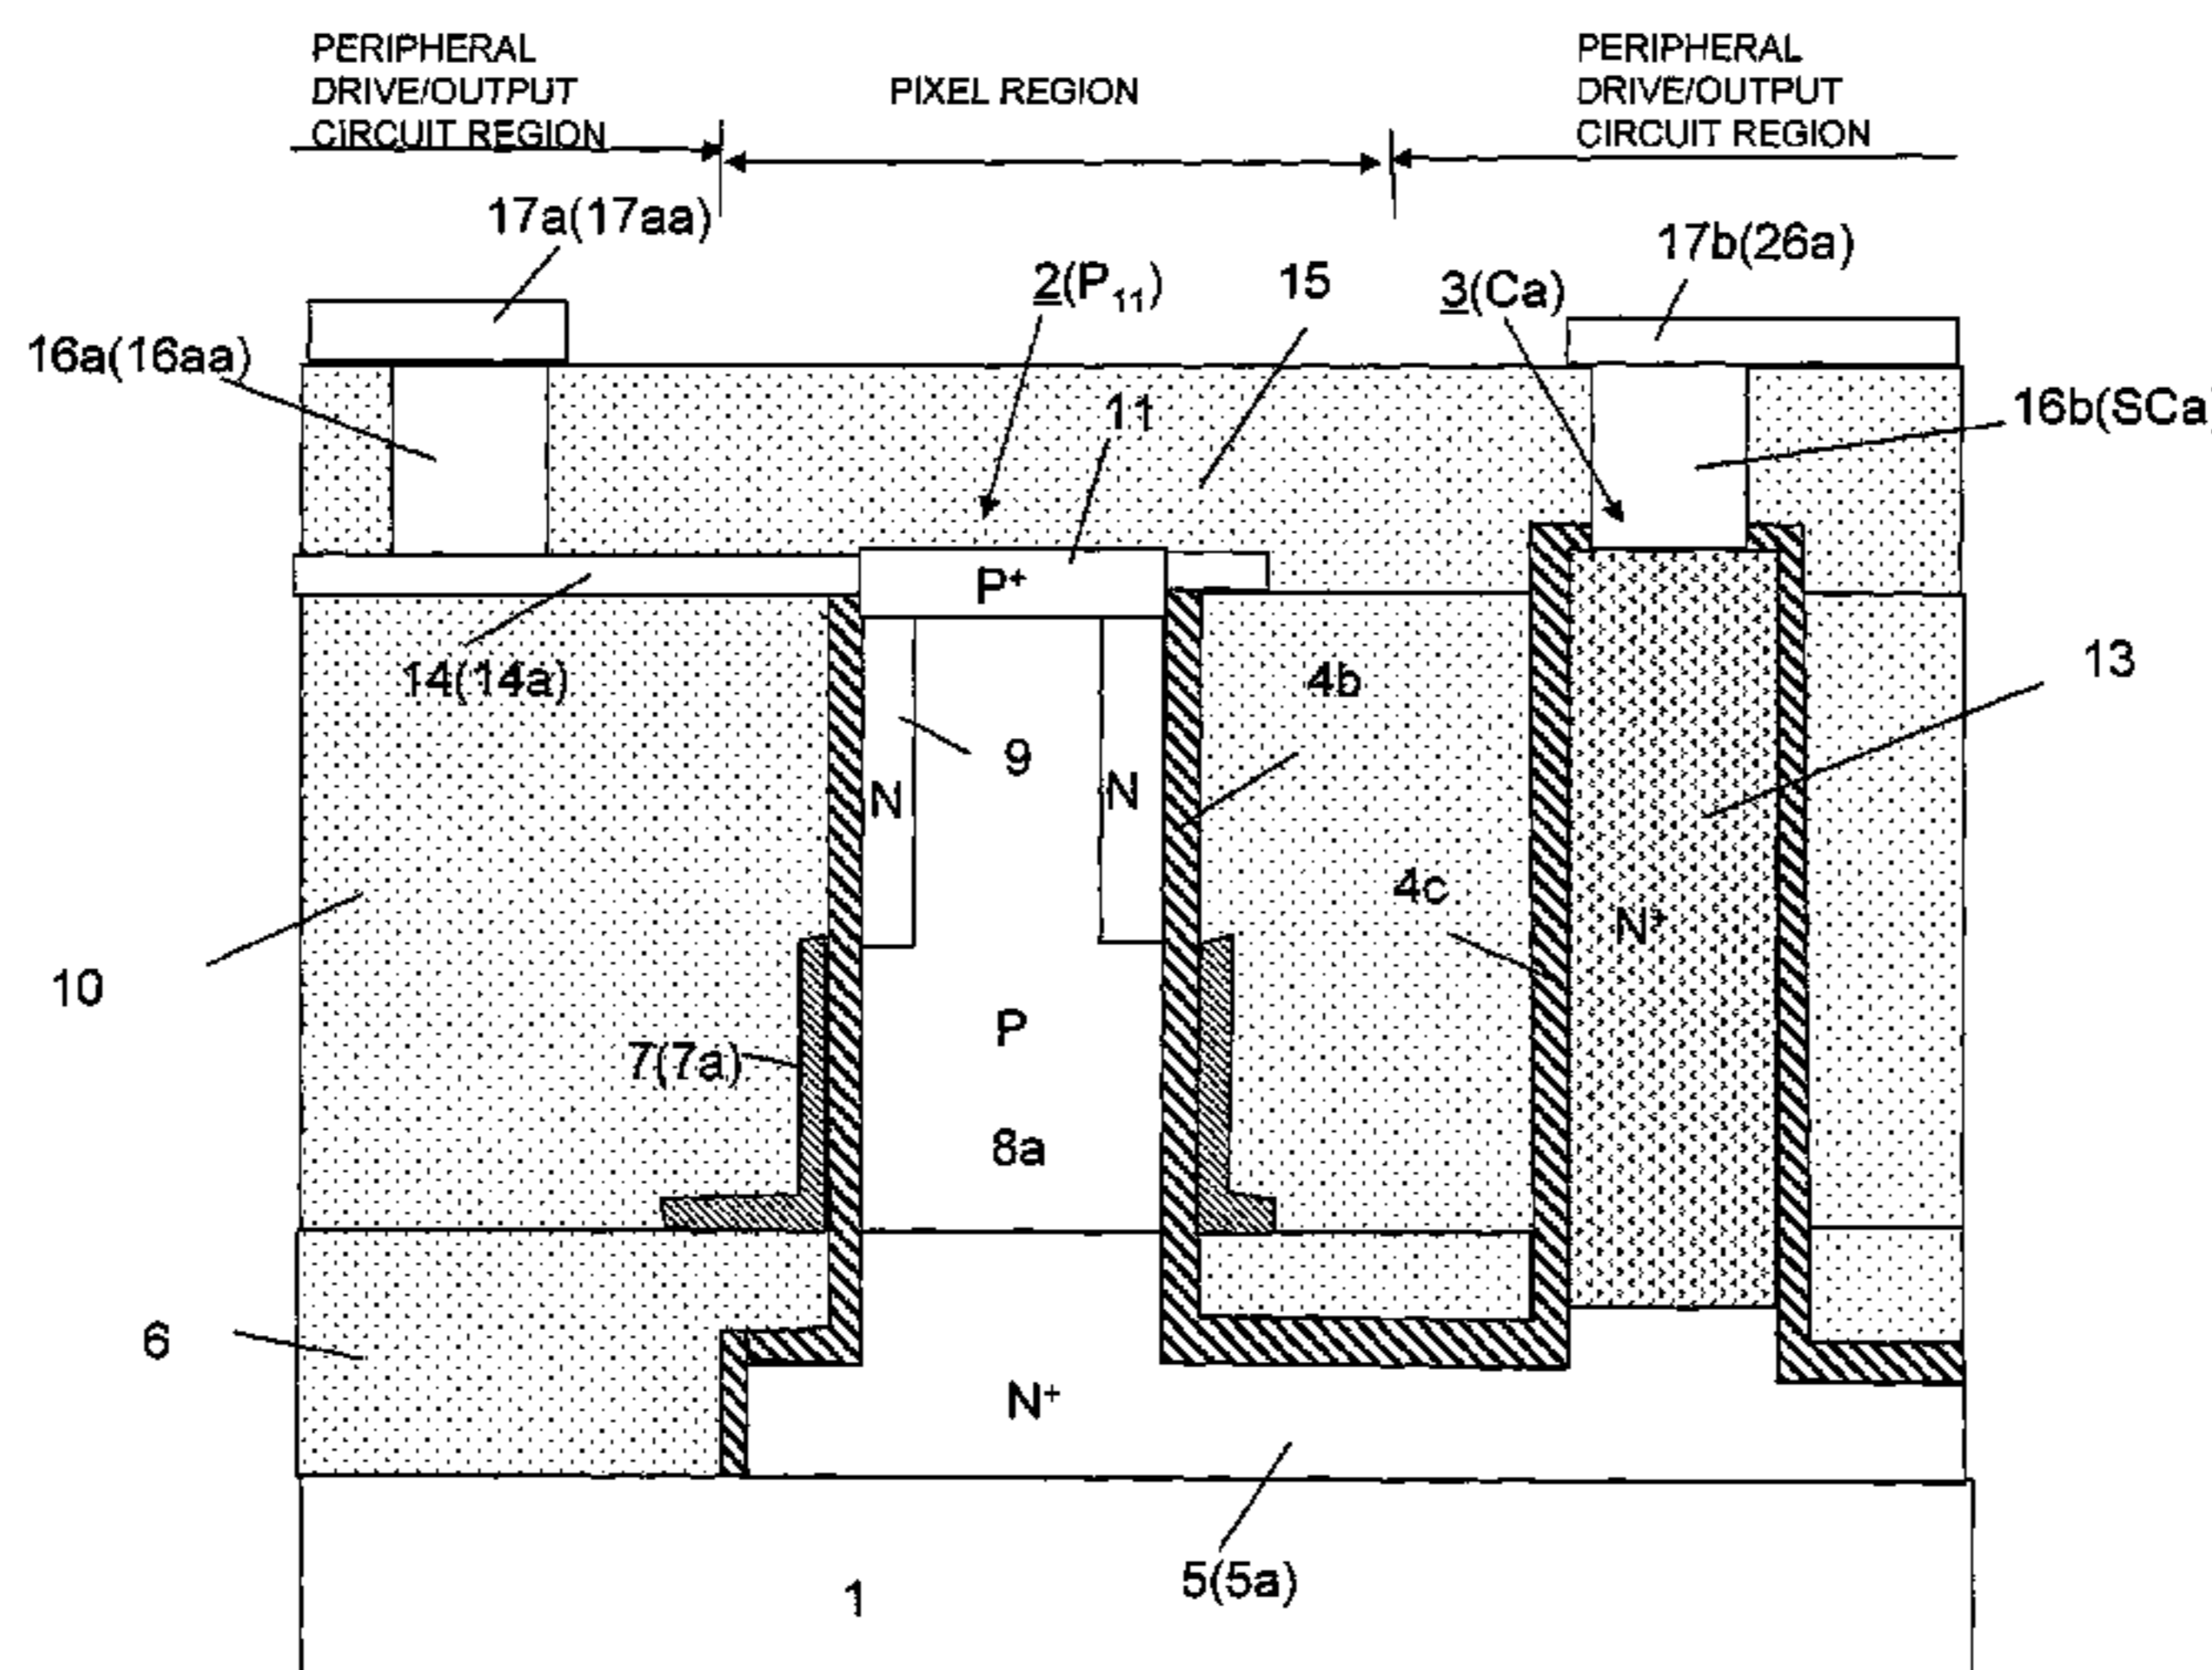 PERIPHERAL
DRIVE/OUTPUT
CIRCUIT REGION
PIXEL REGION
PERIPHERAL
DRIVE/OUTPUT
CIRCUIT REGION
17a(17aa)
17b(26a)
2(P₁₁)
15
3(Ca)
16a(16aa)
11
16b(SCa
P⁺
14(14a)
4b
13
9
N
N
4c
N⁺
10
P
7(7a)
8a
6
N⁺
5(5a)
1